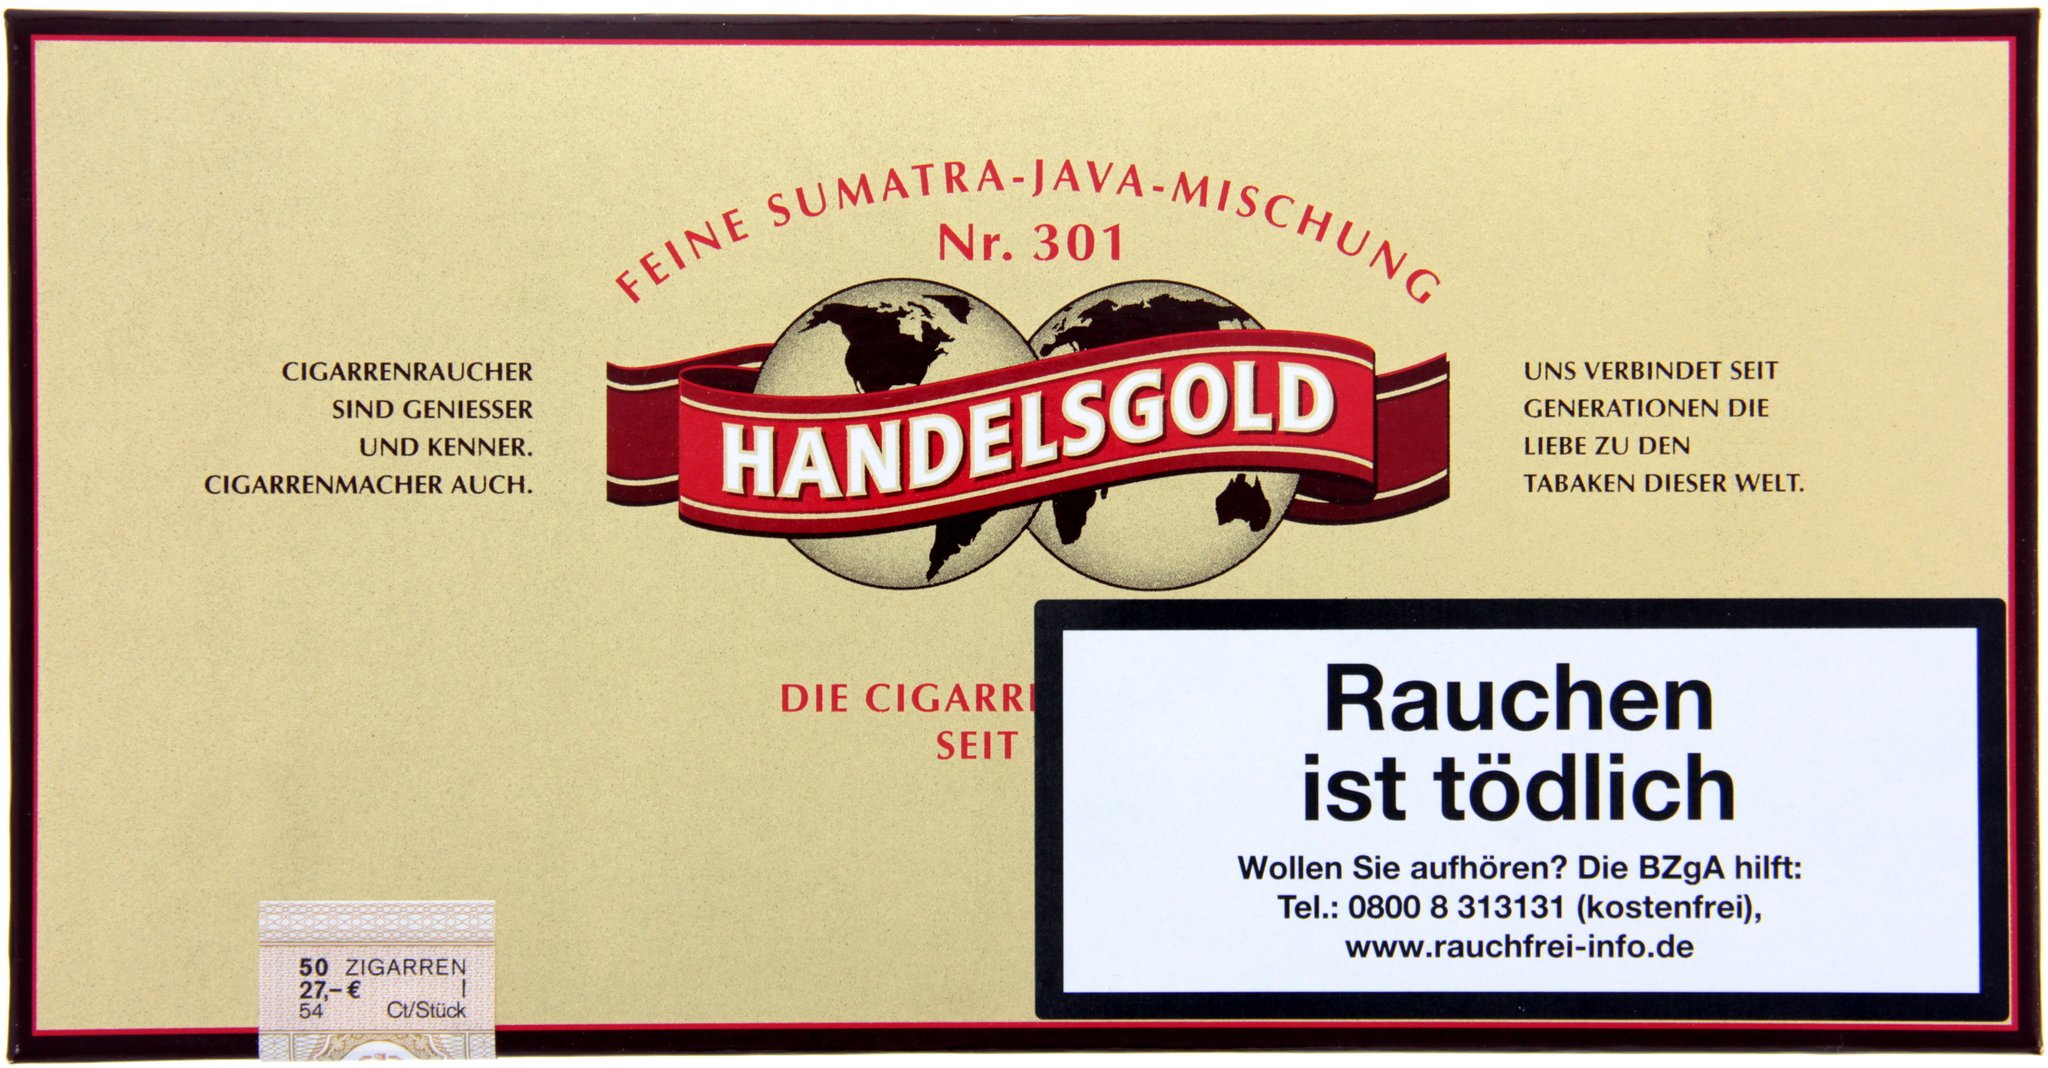 FEINE SUMATRA-JAVA-MISCHUNG
Nr. 301
HANDELSGOLD
CIGARRENRAUCHER
SIND GENIESSER
UND KENNER.
CIGARRENMACHER AUCH.
UNS VERBINDET SEIT
GENERATIONEN DIE
LIEBE ZU DEN
TABAKEN DIESER WELT.
DIE
SEIT
Rauchen
ist tödlich
Wollen Sie aufhören? Die BZgA hilft:
Tel.: 0800 8 313131 (kostenfrei),
www.rauchfrei-info.de
50 ZIGARREN
27,– € I
54 Ct/Stück